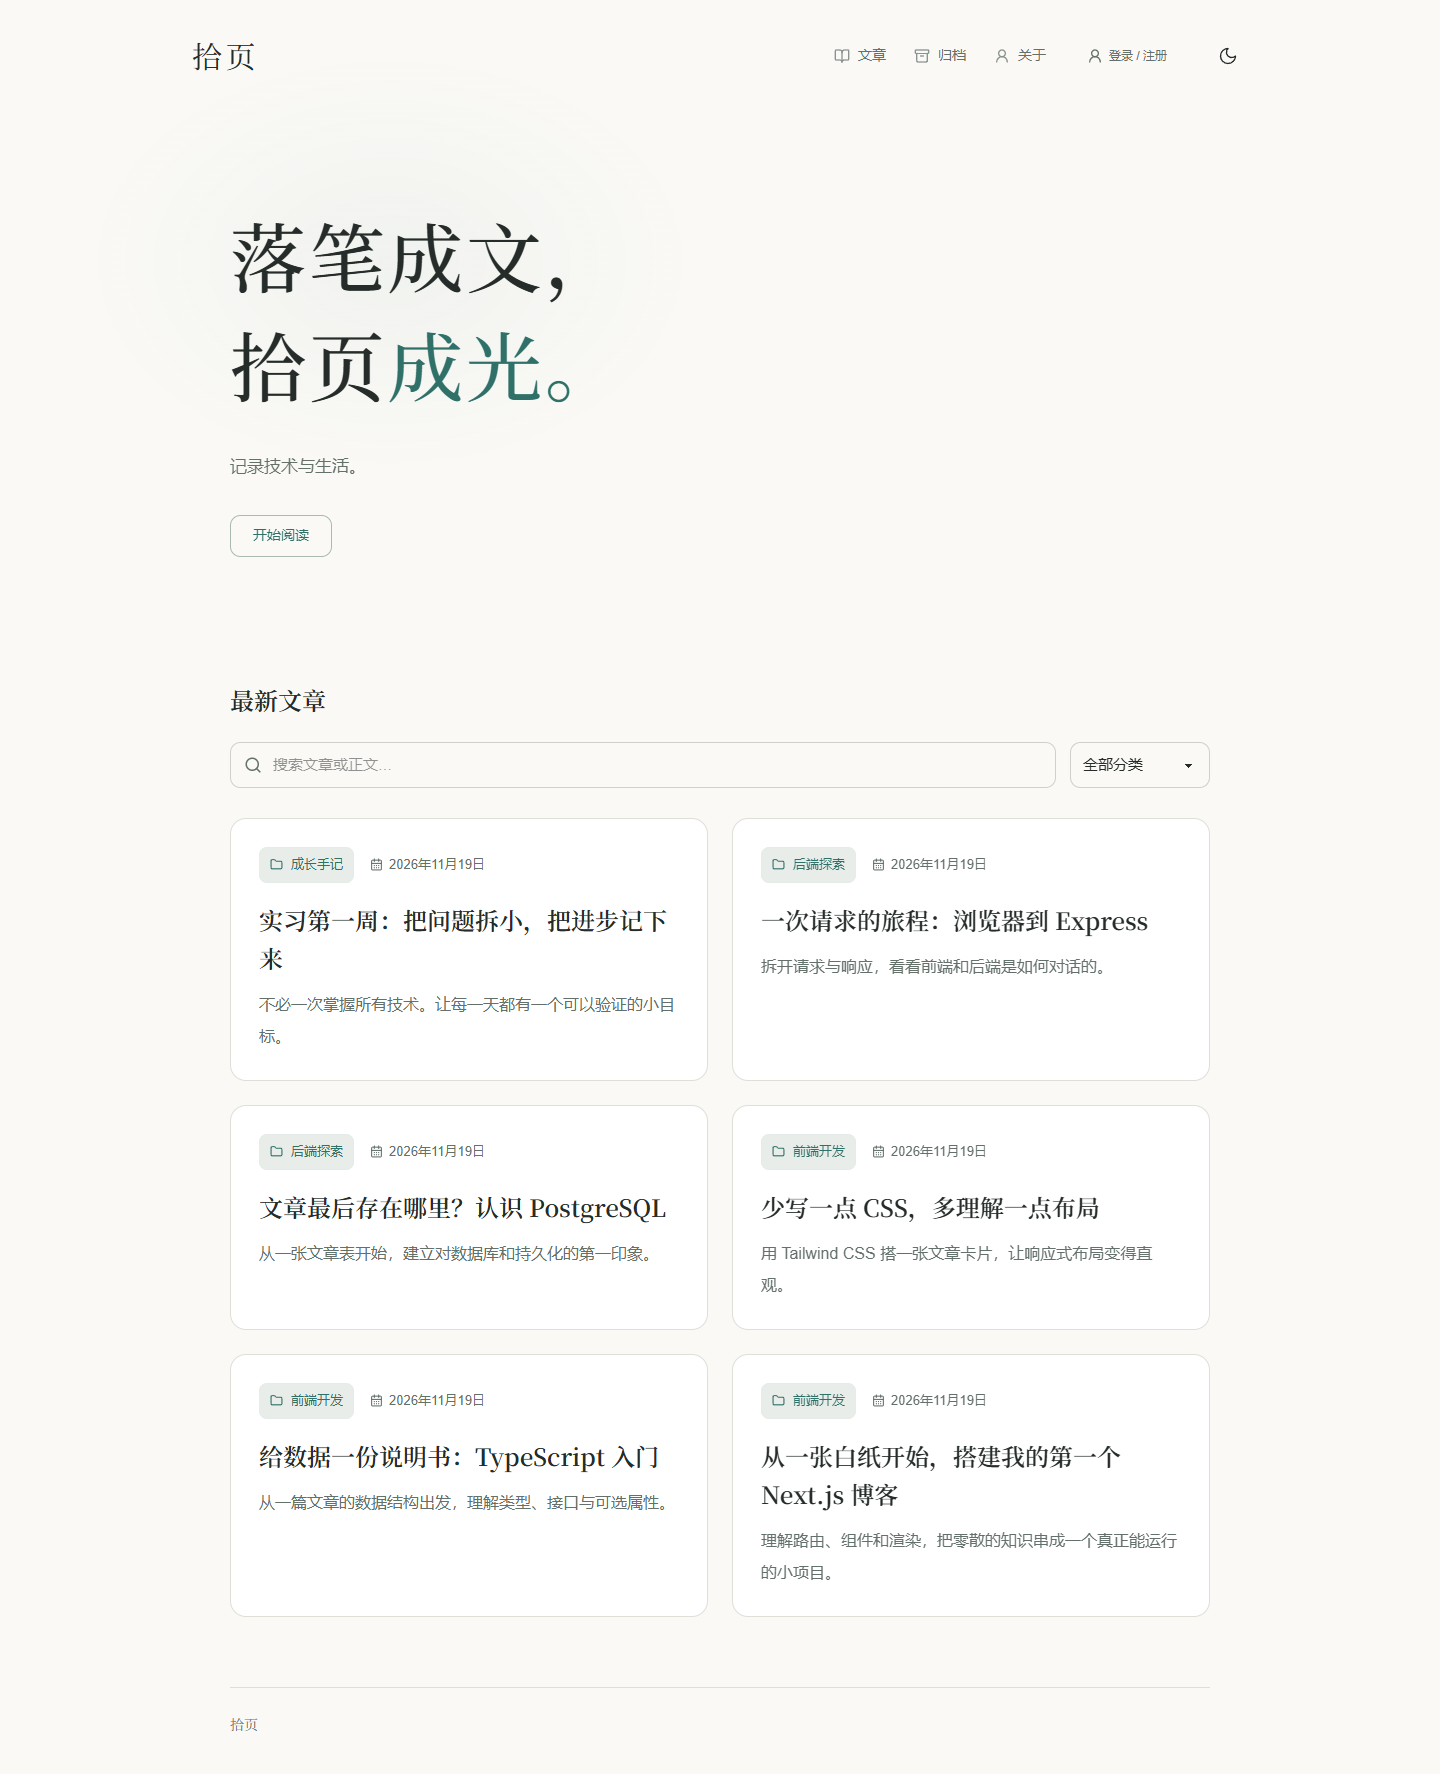 拾页
文章
归档
关于
登录 / 注册
落笔成文，
拾页成光。
记录技术与生活。
开始阅读
最新文章
搜索文章或正文...
全部分类
成长手记
2026年11月19日
实习第一周：把问题拆小，把进步记下
来
不必一次掌握所有技术。让每一天都有一个可以验证的小目
标。
后端探索
2026年11月19日
一次请求的旅程：浏览器到 Express
拆开请求与响应，看看前端和后端是如何对话的。
后端探索
2026年11月19日
文章最后存在哪里？认识 PostgreSQL
从一张文章表开始，建立对数据库和持久化的第一印象。
前端开发
2026年11月19日
少写一点 CSS，多理解一点布局
用 Tailwind CSS 搭一张文章卡片，让响应式布局变得直
观。
前端开发
2026年11月19日
给数据一份说明书：TypeScript 入门
从一篇文章的数据结构出发，理解类型、接口与可选属性。
前端开发
2026年11月19日
从一张白纸开始，搭建我的第一个
Next.js 博客
理解路由、组件和渲染，把零散的知识串成一个真正能运行
的小项目。
拾页